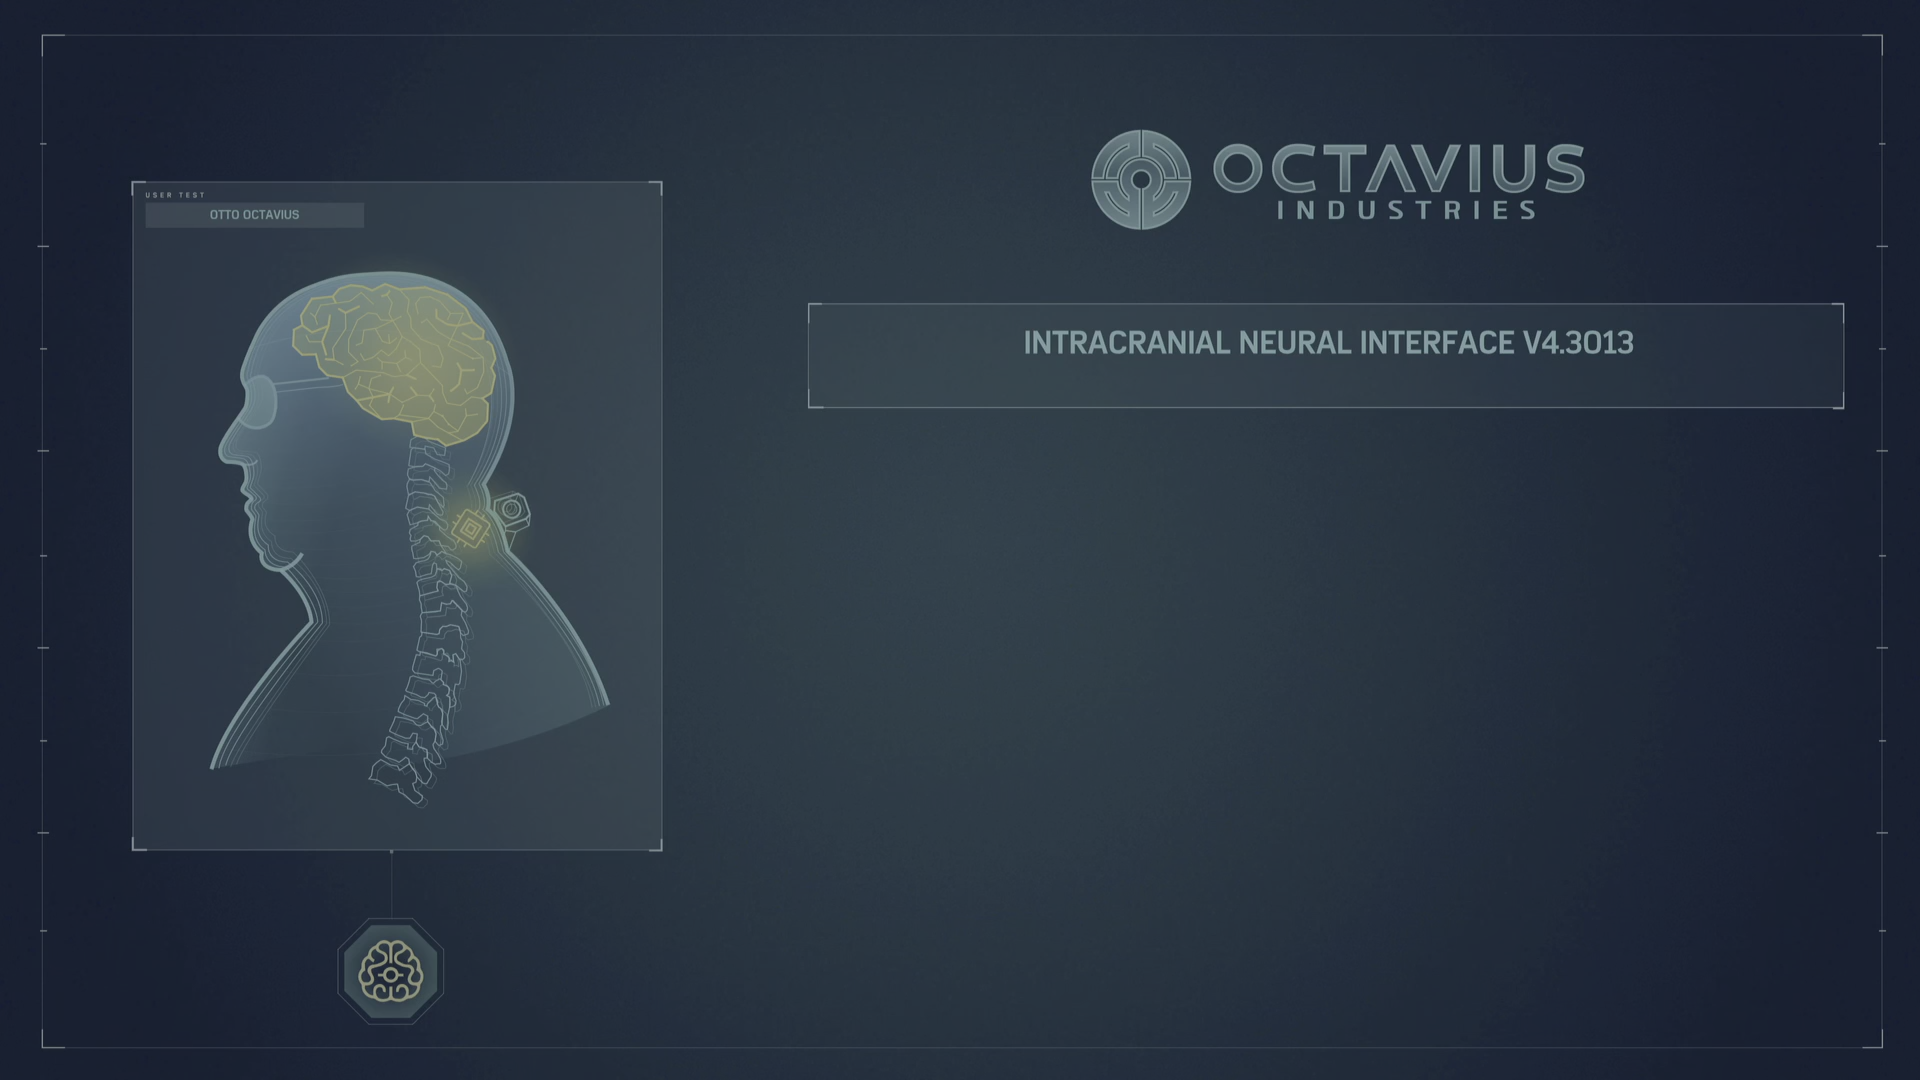 USER TEST
OTTO OCTAVIUS
OCTAVIUS
INDUSTRIES
INTRACRANIAL NEURAL INTERFACE V4.3013